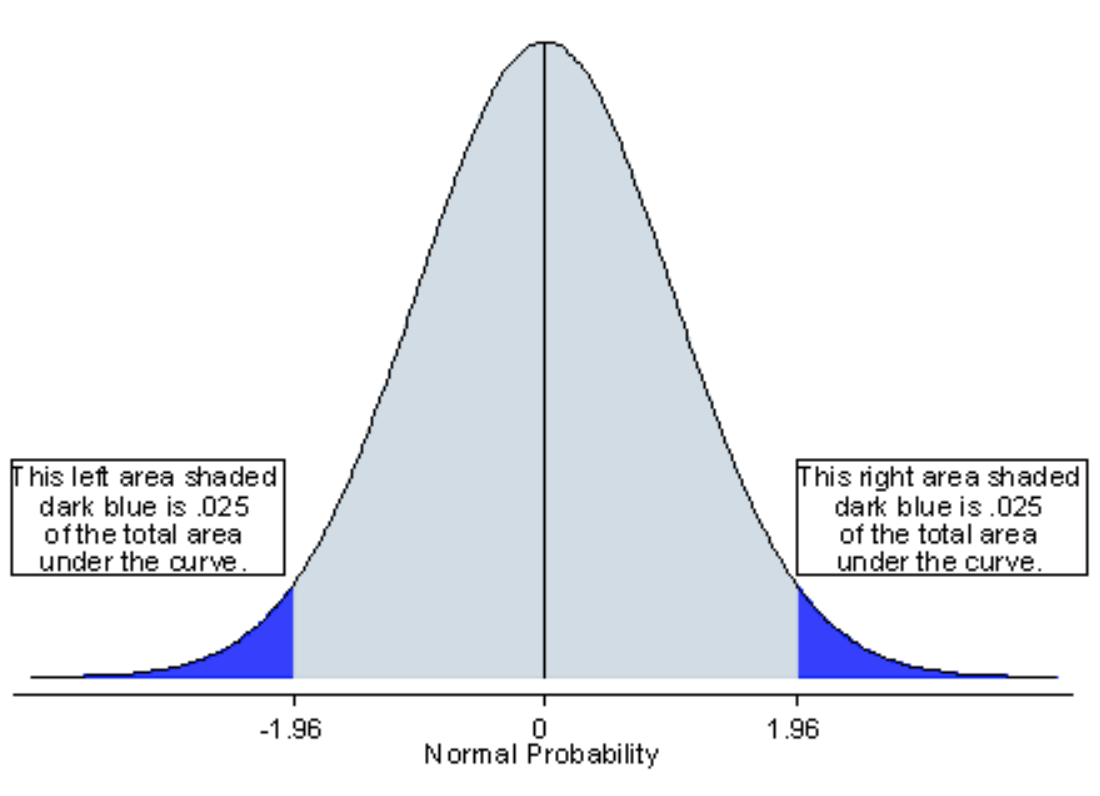 This left area shaded
dark blue is .025
of the total area
under the curve.
This right area shaded
dark blue is .025
of the total area
under the curve.
-1.96
0
1.96
Normal Probability